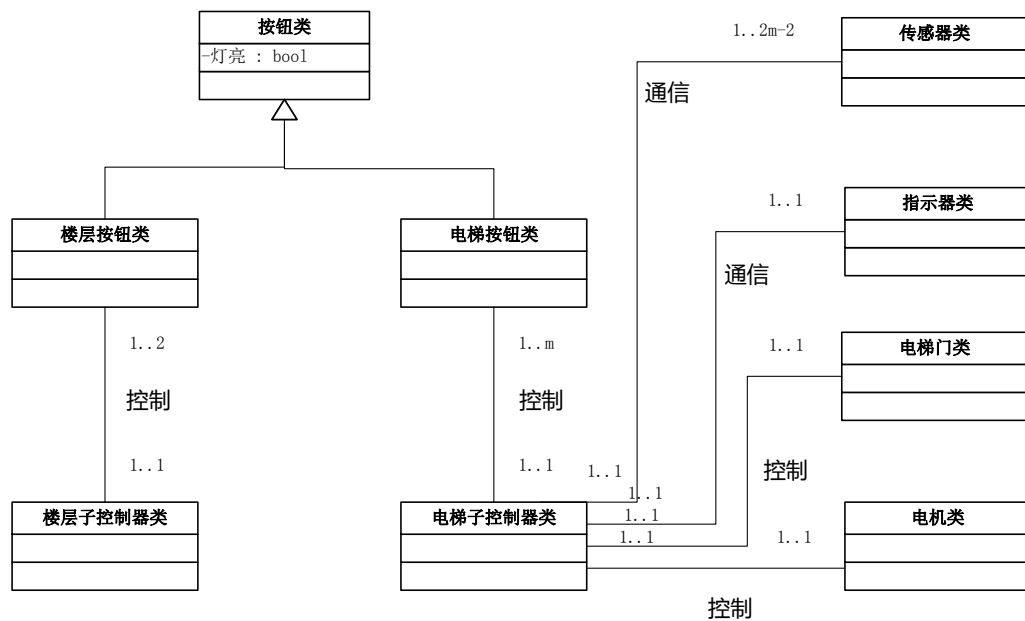 按钮类
-灯亮 : bool
1..2m-2
传感器类
通信
楼层按钮类
电梯按钮类
1..1
指示器类
通信
1..2
1..m
1..1
电梯门类
控制
控制
1..1
1..1
1..1
控制
1..1
1..1
1..1
1..1
楼层子控制器类
电梯子控制器类
电机类
控制